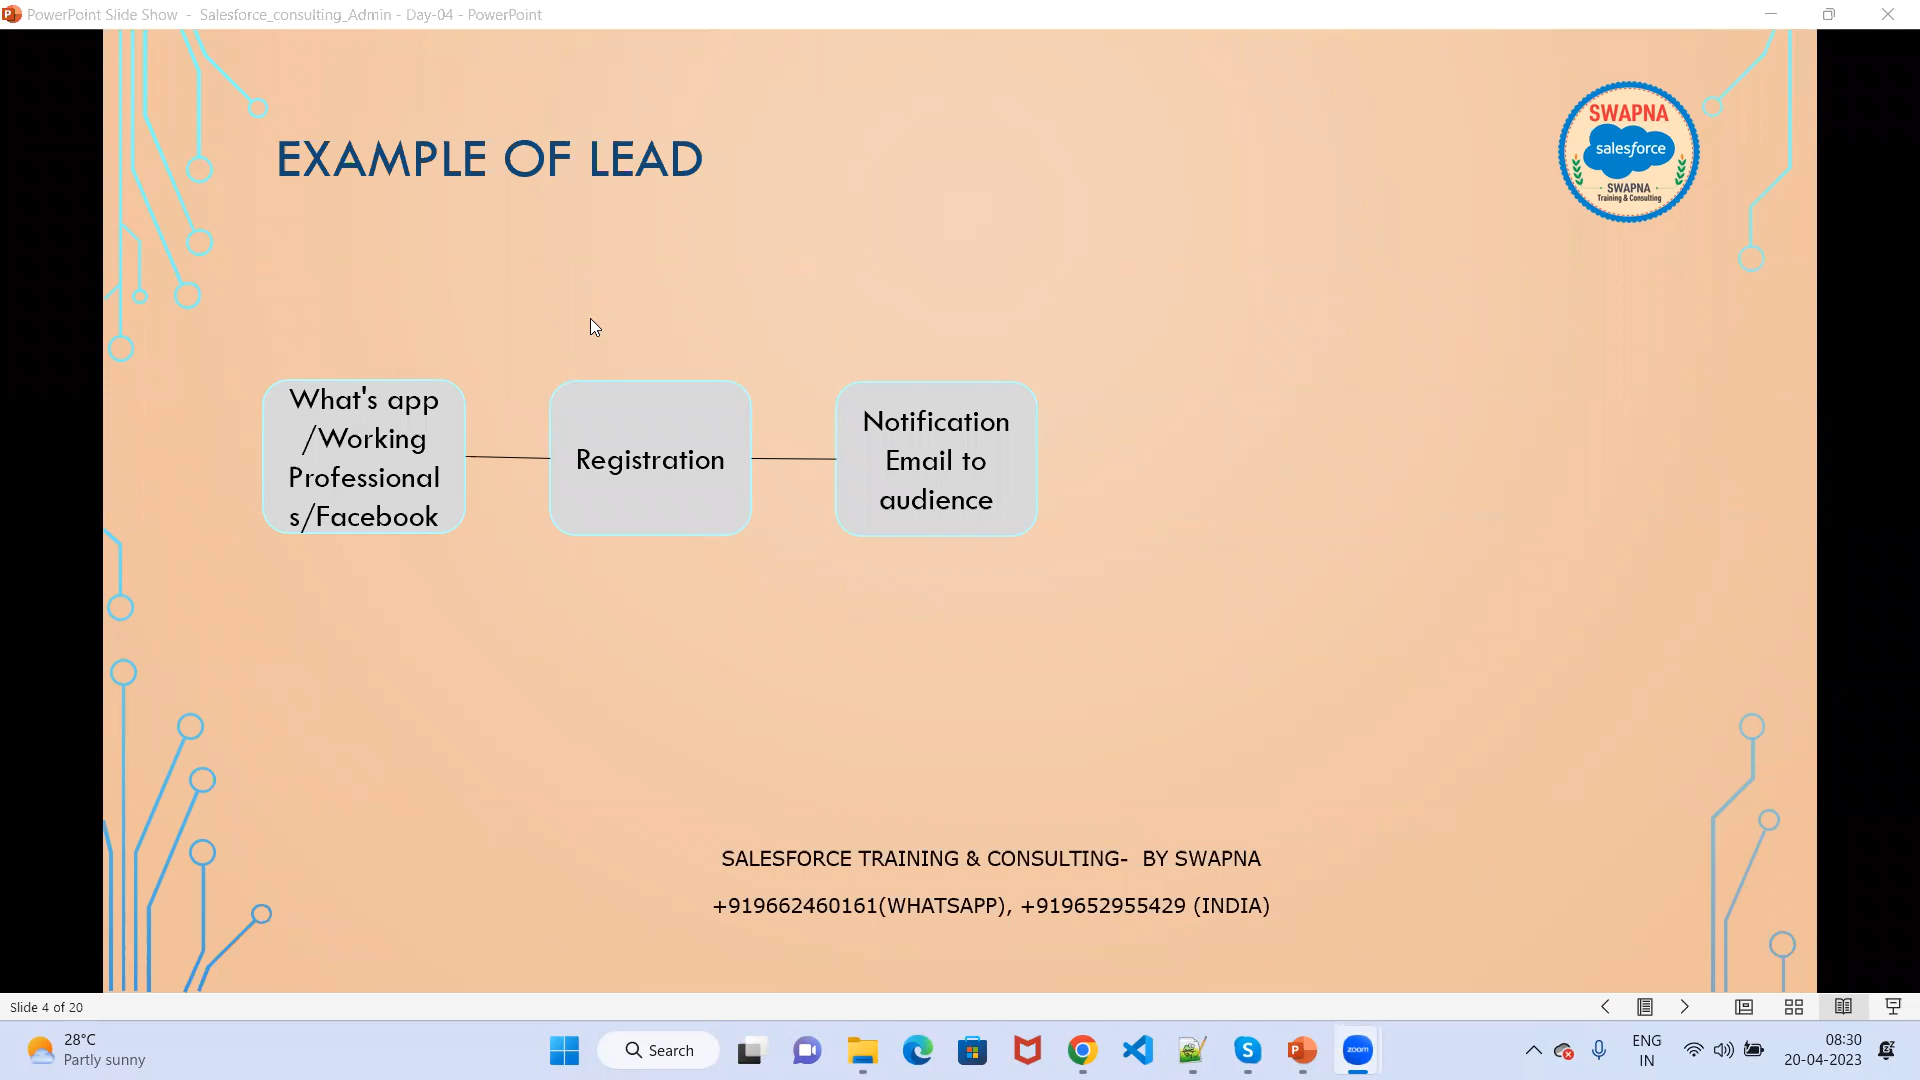 PowerPoint Slide Show - Salesforce_consulting_Admin - Day-04 - PowerPoint
EXAMPLE OF LEAD
SWAPNA
salesforce
SWAPNA
Training & Consulting
What's app
/Working
Professional
s/Facebook
Registration
Notification
Email to
audience
SALESFORCE TRAINING & CONSULTING- BY SWAPNA
+919662460161(WHATSAPP), +919652955429 (INDIA)
Slide 4 of 20
28°C
Partly sunny
Search
zoom
ENG
IN
08:30
20-04-2023